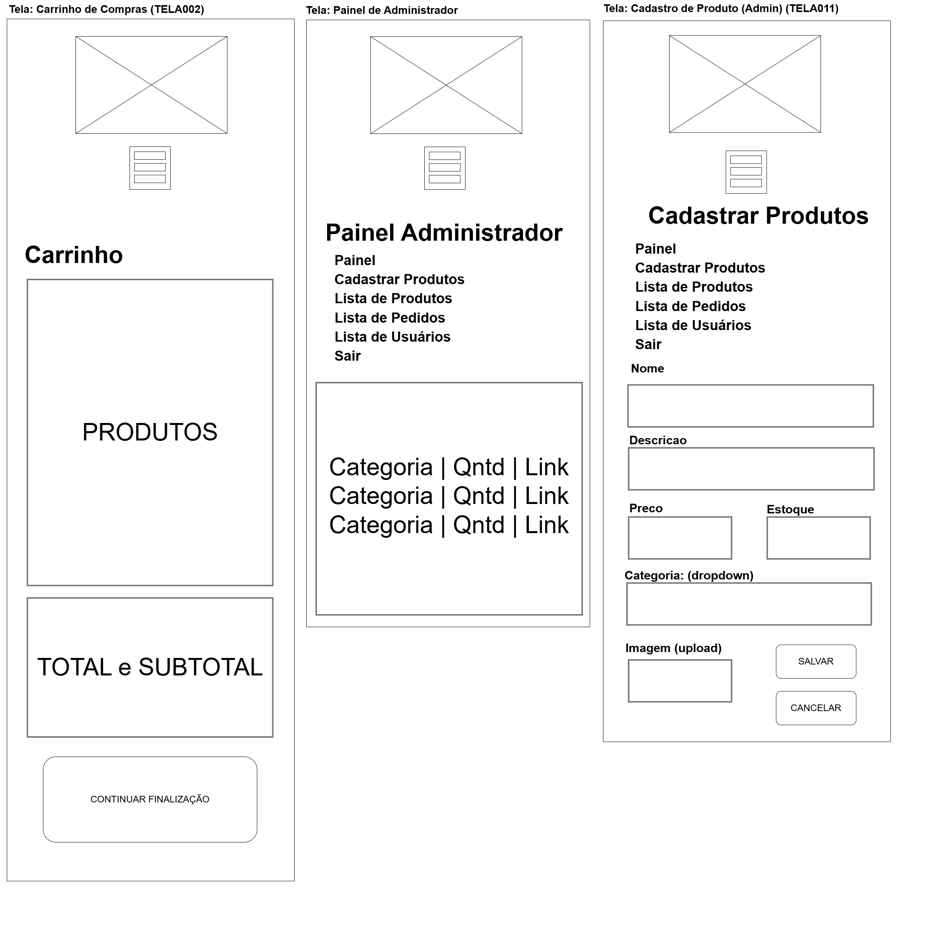 Tela: Carrinho de Compras (TELA002)
Carrinho
PRODUTOS
TOTAL e SUBTOTAL
CONTINUAR FINALIZAÇÃO
Tela: Painel de Administrador
Painel Administrador
Painel
Cadastrar Produtos
Lista de Produtos
Lista de Pedidos
Lista de Usuários
Sair
Categoria | Qntd | Link
Categoria | Qntd | Link
Categoria | Qntd | Link
Tela: Cadastro de Produto (Admin) (TELA011)
Cadastrar Produtos
Painel
Cadastrar Produtos
Lista de Produtos
Lista de Pedidos
Lista de Usuários
Sair
Nome
Descricao
Preco
Estoque
Categoria: (dropdown)
Imagem (upload)
SALVAR
CANCELAR